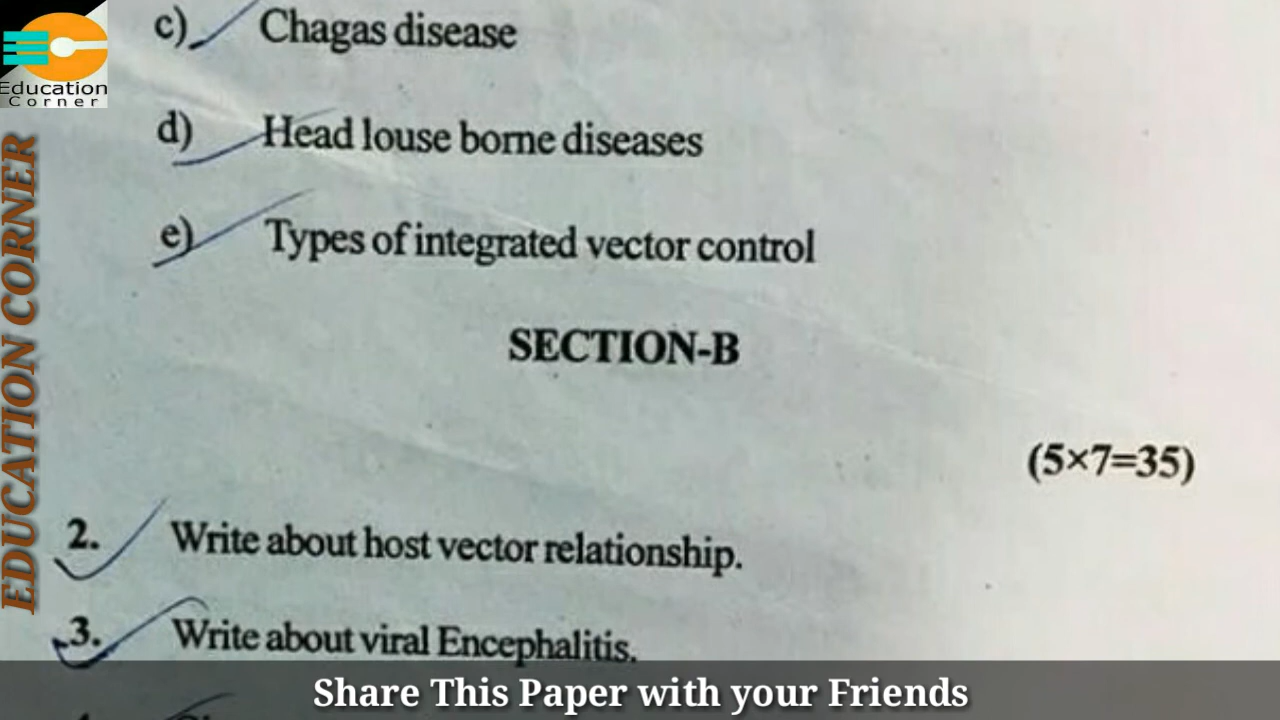 Education
Corner
EDUCATION CORNER
c) Chagas disease
d) Head louse borne diseases
e) Types of integrated vector control
SECTION-B
(5×7=35)
2. Write about host vector relationship.
3. Write about viral Encephalitis.
Share This Paper with your Friends